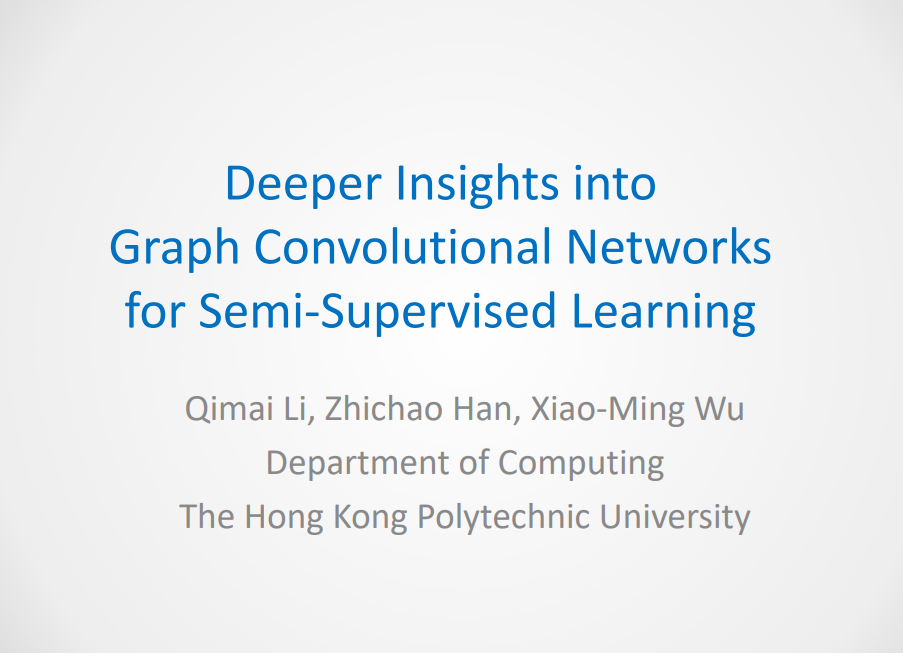 Deeper Insights into
Graph Convolutional Networks
for Semi-Supervised Learning
Qimai Li, Zhichao Han, Xiao-Ming Wu
Department of Computing
The Hong Kong Polytechnic University